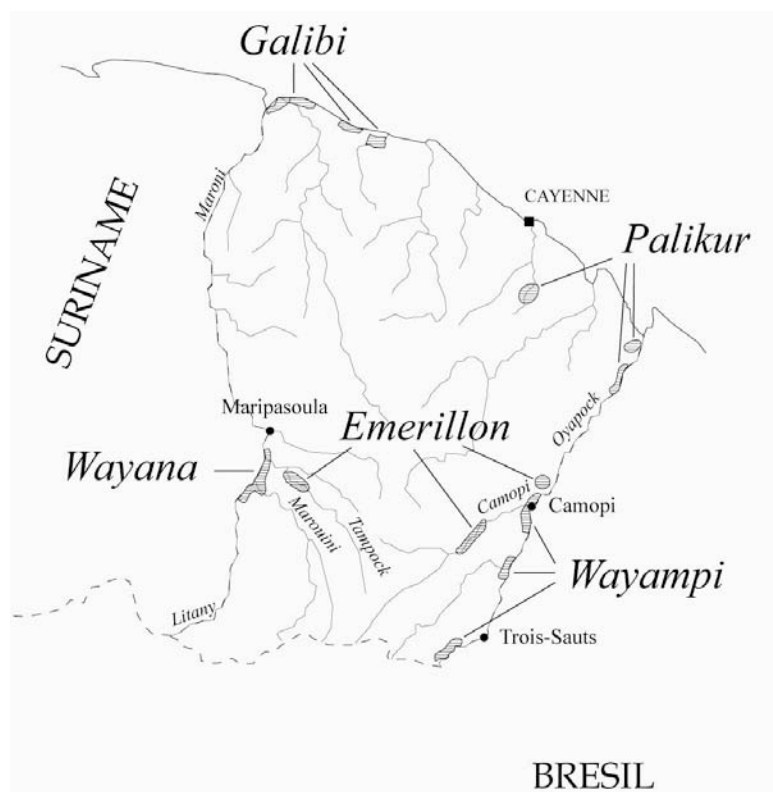 Galibi
Maroni
SURINAME
CAYENNE
Palikur
Oyapock
Maripasoula
Emerillon
Wayana
Camopi
Camopi
Marouini
Tampock
Wayampi
Litany
Trois-Sauts
BRESIL